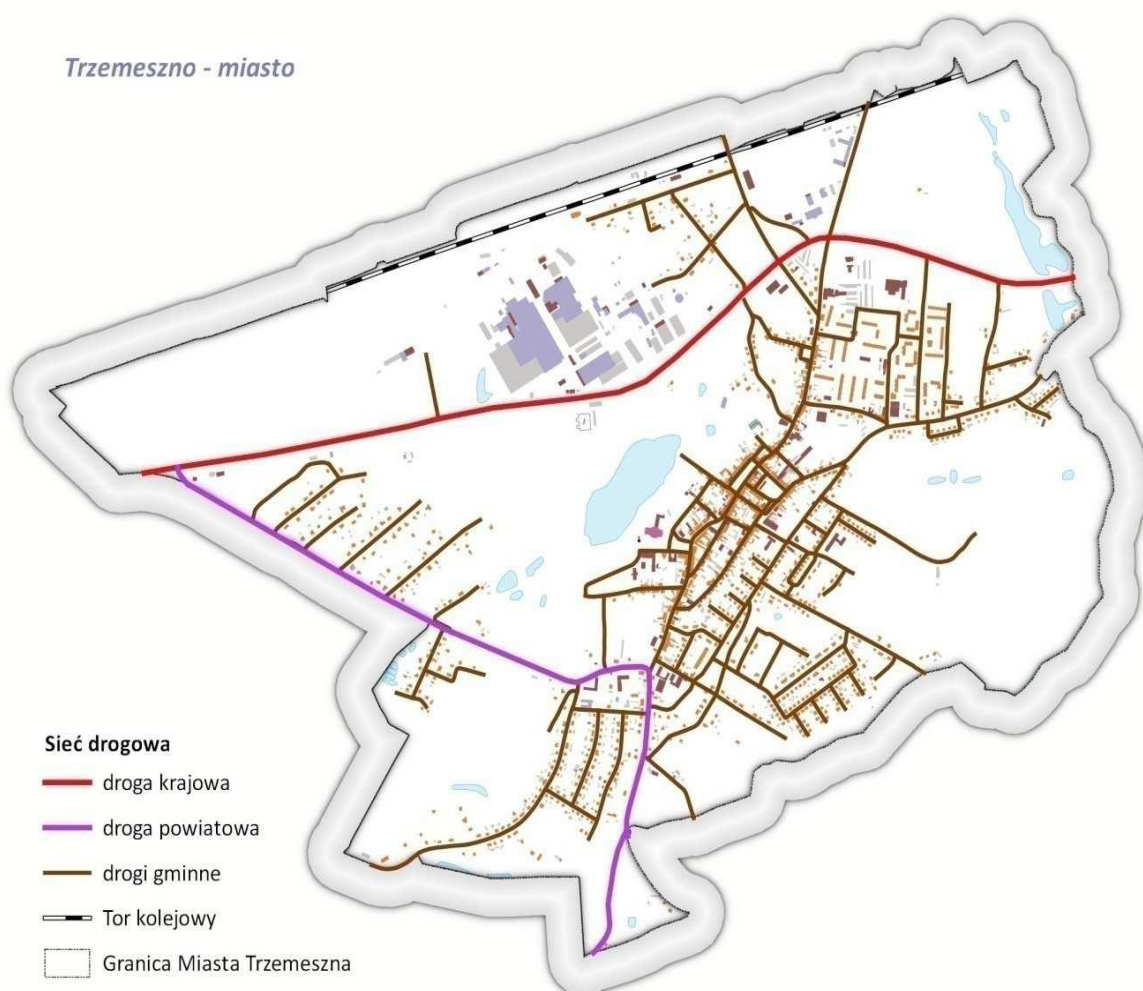 Trzemeszno - miasto
Sieć drogowa
droga krajowa
droga powiatowa
drogi gminne
Tor kolejowy
Granica Miasta Trzemeszna